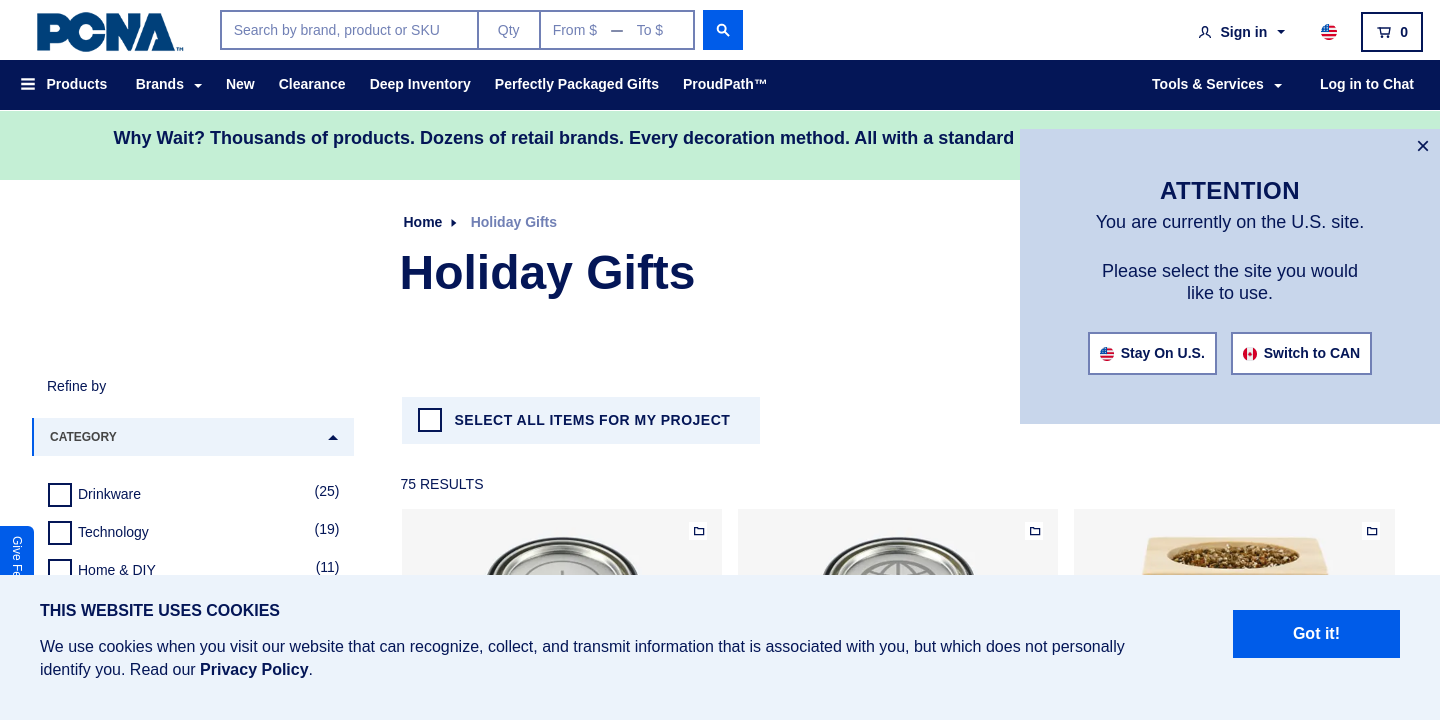 PCNA™
Search by brand, product or SKU
Qty
From $ — To $
Sign in
0
Products
Brands
New
Clearance
Deep Inventory
Perfectly Packaged Gifts
ProudPath™
Tools & Services
Log in to Chat
Why Wait? Thousands of products. Dozens of retail brands. Every decoration method. All with a standard
×
ATTENTION
You are currently on the U.S. site.
Please select the site you would
like to use.
Stay On U.S.
Switch to CAN
Home
Holiday Gifts
Holiday Gifts
Refine by
CATEGORY
Drinkware (25)
Technology (19)
Home & DIY (11)
SELECT ALL ITEMS FOR MY PROJECT
75 RESULTS
Give Fe
THIS WEBSITE USES COOKIES
We use cookies when you visit our website that can recognize, collect, and transmit information that is associated with you, but which does not personally
identify you. Read our Privacy Policy.
Got it!